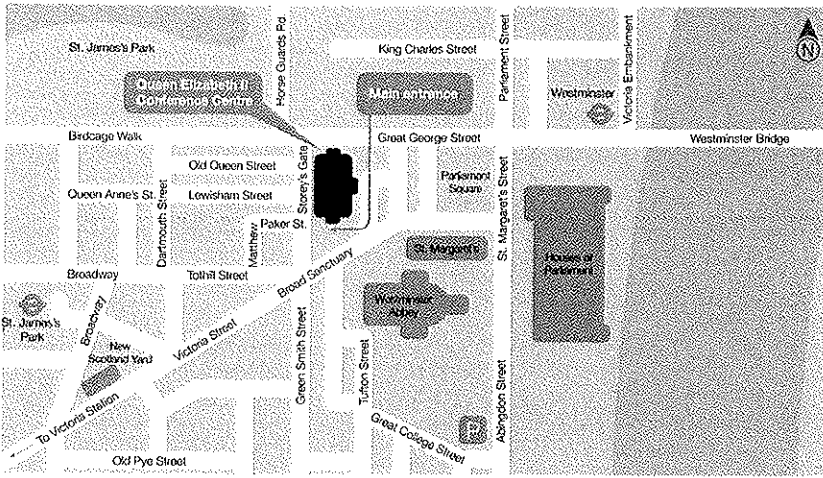 St. James's Park
Horse Guards Rd.
King Charles Street
Parliament Street
Victoria Embankment
N
Queen Elizabeth II
Conference Centre
Main entrance
Westminster
Birdcage Walk
Great George Street
Westminster Bridge
Old Queen Street
Storey's Gate
Parliament
Square
St. Margaret's Street
Queen Anne's St.
Dartmouth Street
Lewisham Street
Matthew
Paker St.
St. Margaret's
Houses of
Parliament
Broadway
Tothill Street
Broad Sanctuary
Westminster
Abbey
St. James's
Park
Broadway
New
Scotland Yard
Victoria Street
Green Smith Street
Tufton Street
Abingdon Street
To Victoria Station
Great College Street
Old Pye Street